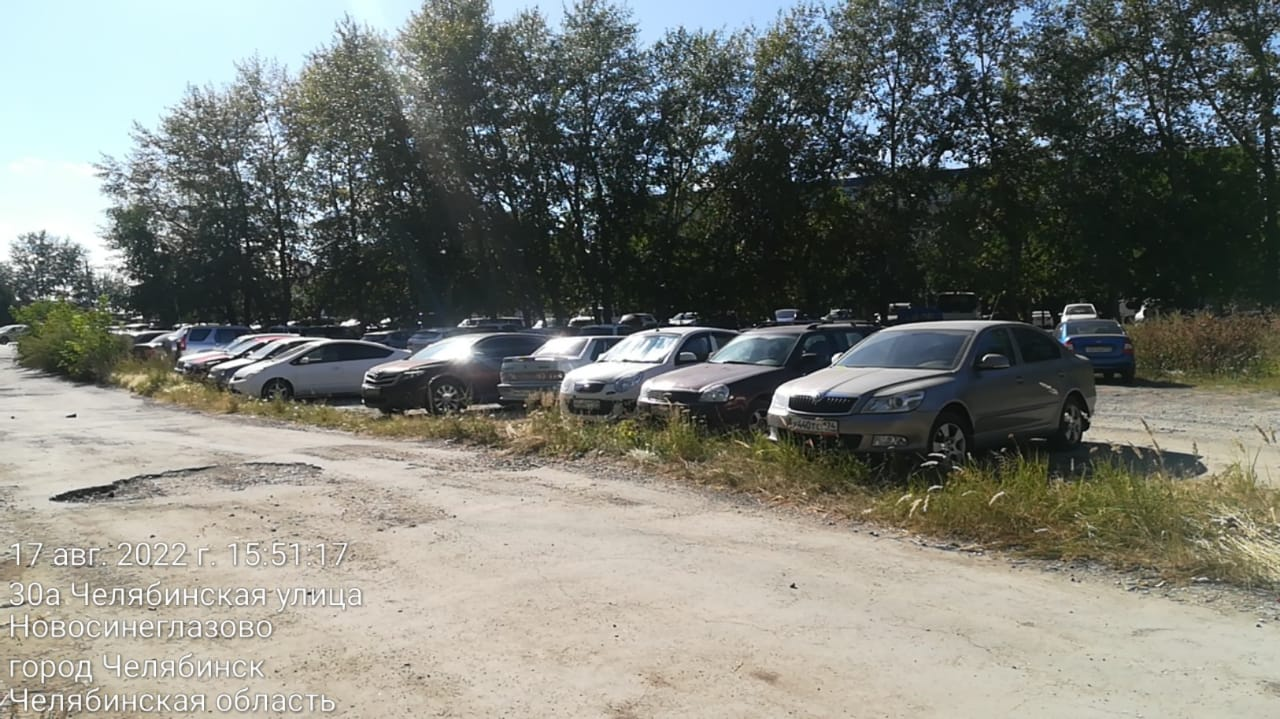 17 авг. 2022 г. 15:51:17
30а Челябинская улица
Новосинеглазово
город Челябинск
Челябинская область